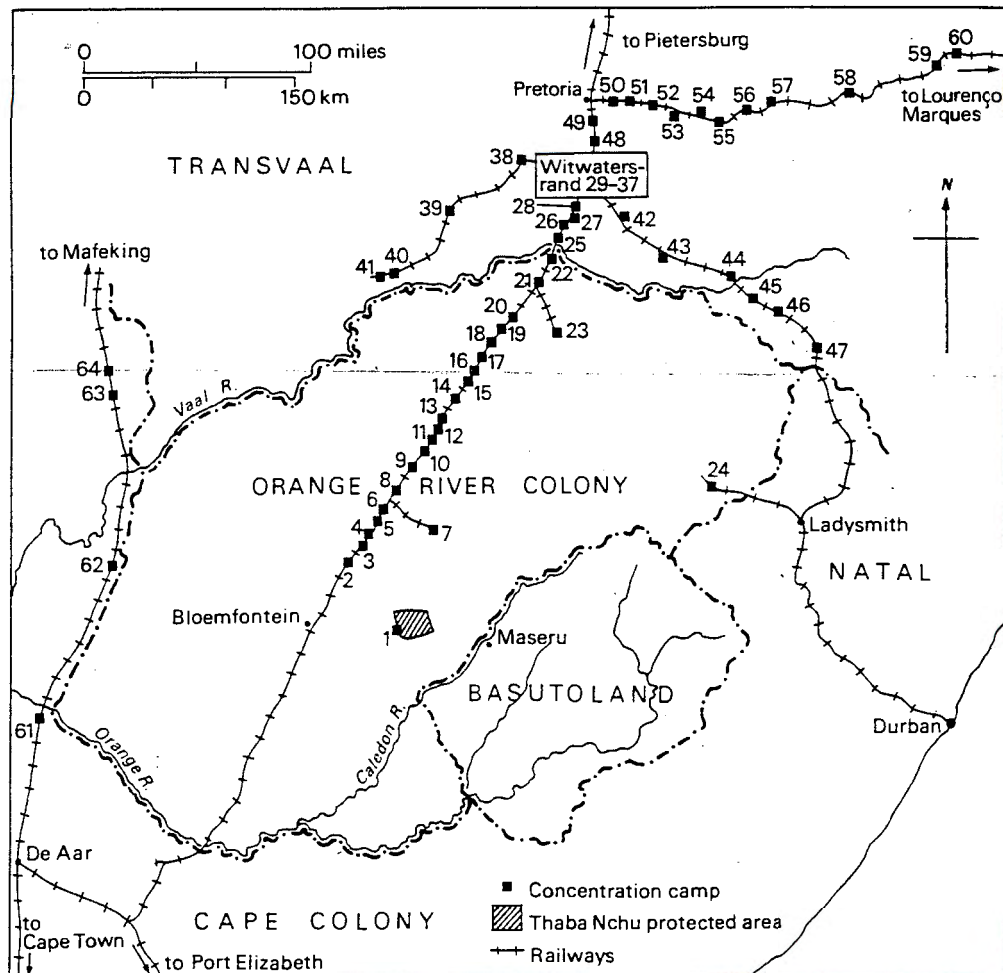 0 100 miles
0 150 km
to Pietersburg
59
60
Pretoria
50
51
52
53
54
55
56
57
58
to Lourenço
Marques
49
48
TRANSVAAL
38
Witwaters-
rand 29–37
N
39
28
27
26
25
42
43
to Mafeking
41
40
22
44
45
46
21
20
19
23
18
17
47
64
16
15
63
Vaal R.
14
13
12
11
10
9
24
8
ORANGE RIVER COLONY
6
5
4
7
Ladysmith
3
62
2
NATAL
Bloemfontein
1
Maseru
BASUTOLAND
61
Orange R.
Caledon R.
Durban
De Aar
Concentration camp
CAPE COLONY
Thaba Nchu protected area
to
Cape Town
Railways
to Port Elizabeth